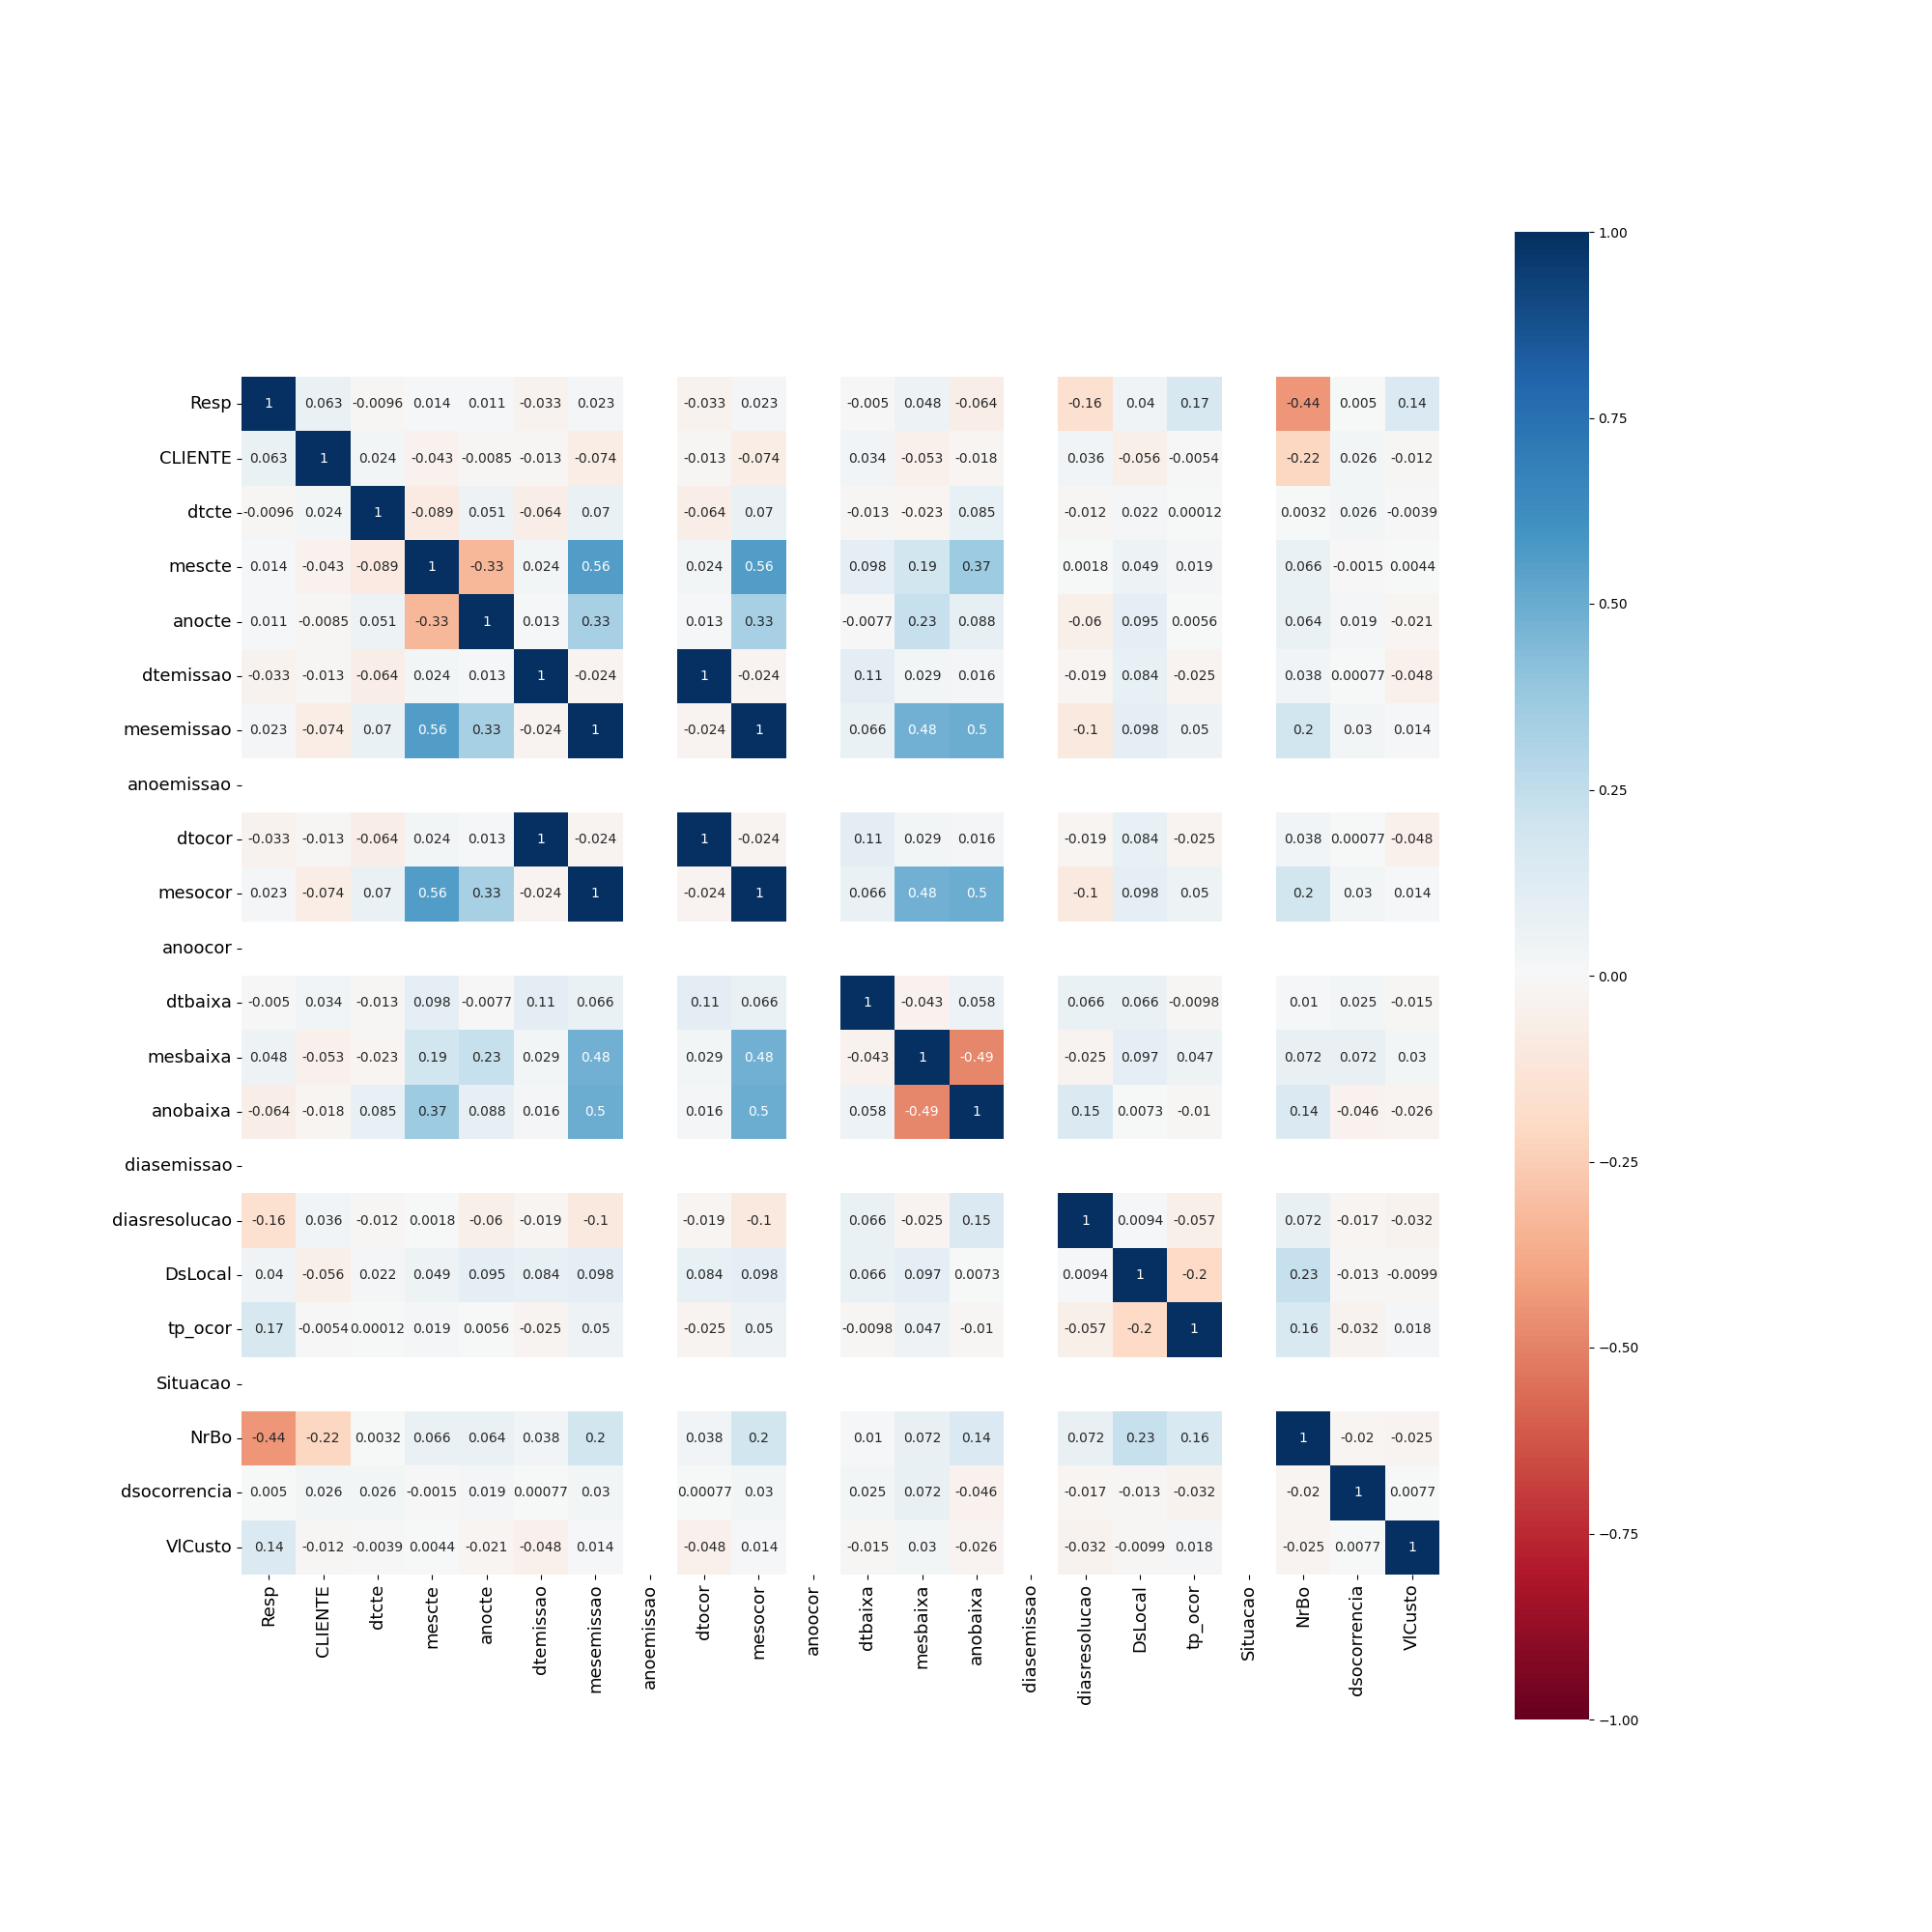 1.00
Resp 1 0.063 -0.0096 0.014 0.011 -0.033 0.023 -0.033 0.023 -0.005 0.048 -0.064 -0.16 0.04 0.17 -0.44 0.005 0.14
0.75
CLIENTE 0.063 1 0.024 -0.043 -0.0085 -0.013 -0.074 -0.013 -0.074 0.034 -0.053 -0.018 0.036 -0.056 -0.0054 -0.22 0.026 -0.012
dtcte -0.0096 0.024 1 -0.089 0.051 -0.064 0.07 -0.064 0.07 -0.013 -0.023 0.085 -0.012 0.022 0.00012 0.0032 0.026 -0.0039
mescte 0.014 -0.043 -0.089 1 -0.33 0.024 0.56 0.024 0.56 0.098 0.19 0.37 0.0018 0.049 0.019 0.066 -0.0015 0.0044
0.50
anocte 0.011 -0.0085 0.051 -0.33 1 0.013 0.33 0.013 0.33 -0.0077 0.23 0.088 -0.06 0.095 0.0056 0.064 0.019 -0.021
dtemissao -0.033 -0.013 -0.064 0.024 0.013 1 -0.024 1 -0.024 0.11 0.029 0.016 -0.019 0.084 -0.025 0.038 0.00077 -0.048
mesemissao 0.023 -0.074 0.07 0.56 0.33 -0.024 1 -0.024 1 0.066 0.48 0.5 -0.1 0.098 0.05 0.2 0.03 0.014
anoemissao
0.25
dtocor -0.033 -0.013 -0.064 0.024 0.013 1 -0.024 1 -0.024 0.11 0.029 0.016 -0.019 0.084 -0.025 0.038 0.00077 -0.048
mesocor 0.023 -0.074 0.07 0.56 0.33 -0.024 1 -0.024 1 0.066 0.48 0.5 -0.1 0.098 0.05 0.2 0.03 0.014
anoocor
0.00
dtbaixa -0.005 0.034 -0.013 0.098 -0.0077 0.11 0.066 0.11 0.066 1 -0.043 0.058 0.066 0.066 -0.0098 0.01 0.025 -0.015
mesbaixa 0.048 -0.053 -0.023 0.19 0.23 0.029 0.48 0.029 0.48 -0.043 1 -0.49 -0.025 0.097 0.047 0.072 0.072 0.03
anobaixa -0.064 -0.018 0.085 0.37 0.088 0.016 0.5 0.016 0.5 0.058 -0.49 1 0.15 0.0073 -0.01 0.14 -0.046 -0.026
diasemissao
−0.25
diasresolucao -0.16 0.036 -0.012 0.0018 -0.06 -0.019 -0.1 -0.019 -0.1 0.066 -0.025 0.15 1 0.0094 -0.057 0.072 -0.017 -0.032
DsLocal 0.04 -0.056 0.022 0.049 0.095 0.084 0.098 0.084 0.098 0.066 0.097 0.0073 0.0094 1 -0.2 0.23 -0.013 -0.0099
tp_ocor 0.17 -0.0054 0.00012 0.019 0.0056 -0.025 0.05 -0.025 0.05 -0.0098 0.047 -0.01 -0.057 -0.2 1 0.16 -0.032 0.018
−0.50
Situacao
NrBo -0.44 -0.22 0.0032 0.066 0.064 0.038 0.2 0.038 0.2 0.01 0.072 0.14 0.072 0.23 0.16 1 -0.02 -0.025
dsocorrencia 0.005 0.026 0.026 -0.0015 0.019 0.00077 0.03 0.00077 0.03 0.025 0.072 -0.046 -0.017 -0.013 -0.032 -0.02 1 0.0077
−0.75
VlCusto 0.14 -0.012 -0.0039 0.0044 -0.021 -0.048 0.014 -0.048 0.014 -0.015 0.03 -0.026 -0.032 -0.0099 0.018 -0.025 0.0077 1
−1.00
Resp
CLIENTE
dtcte
mescte
anocte
dtemissao
mesemissao
anoemissao
dtocor
mesocor
anoocor
dtbaixa
mesbaixa
anobaixa
diasemissao
diasresolucao
DsLocal
tp_ocor
Situacao
NrBo
dsocorrencia
VlCusto